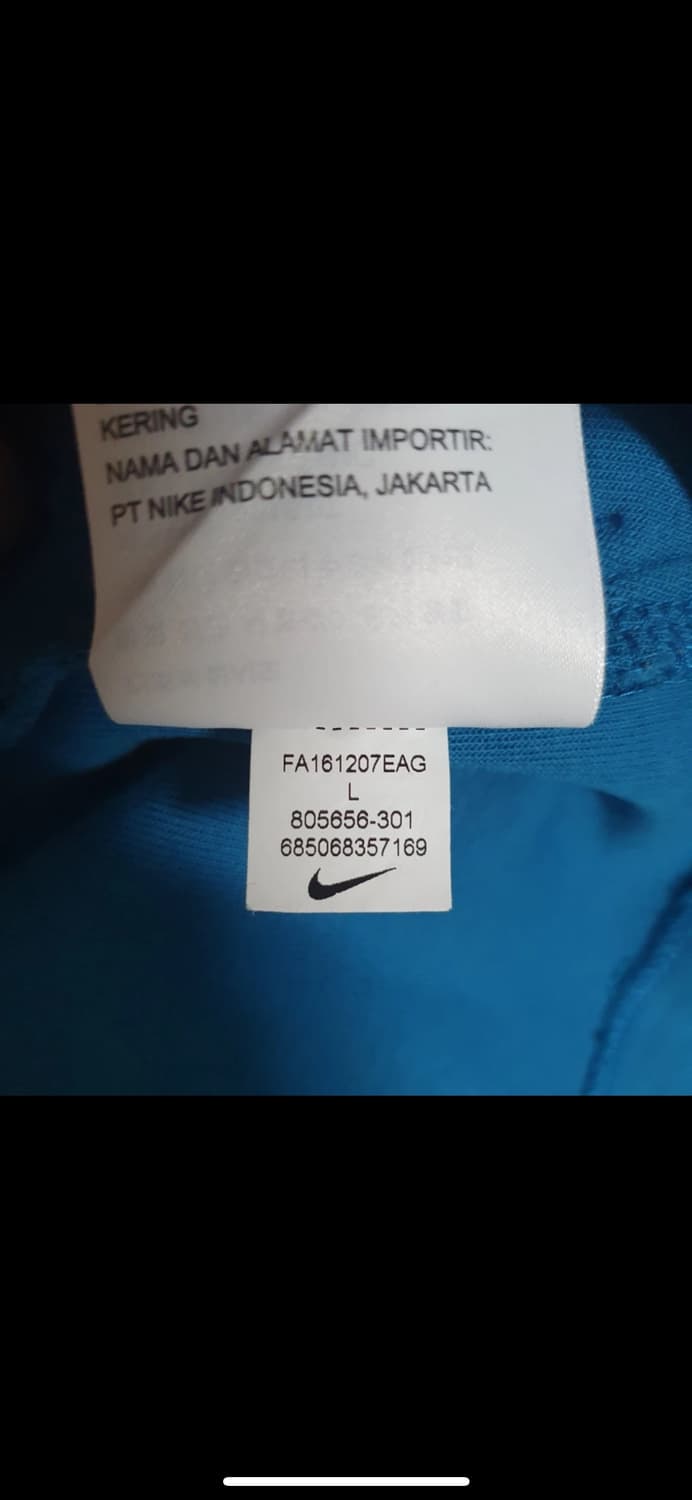 KERING
NAMA DAN ALAMAT IMPORTIR:
PT NIKE INDONESIA, JAKARTA
FA161207EAG
L
805656-301
685068357169